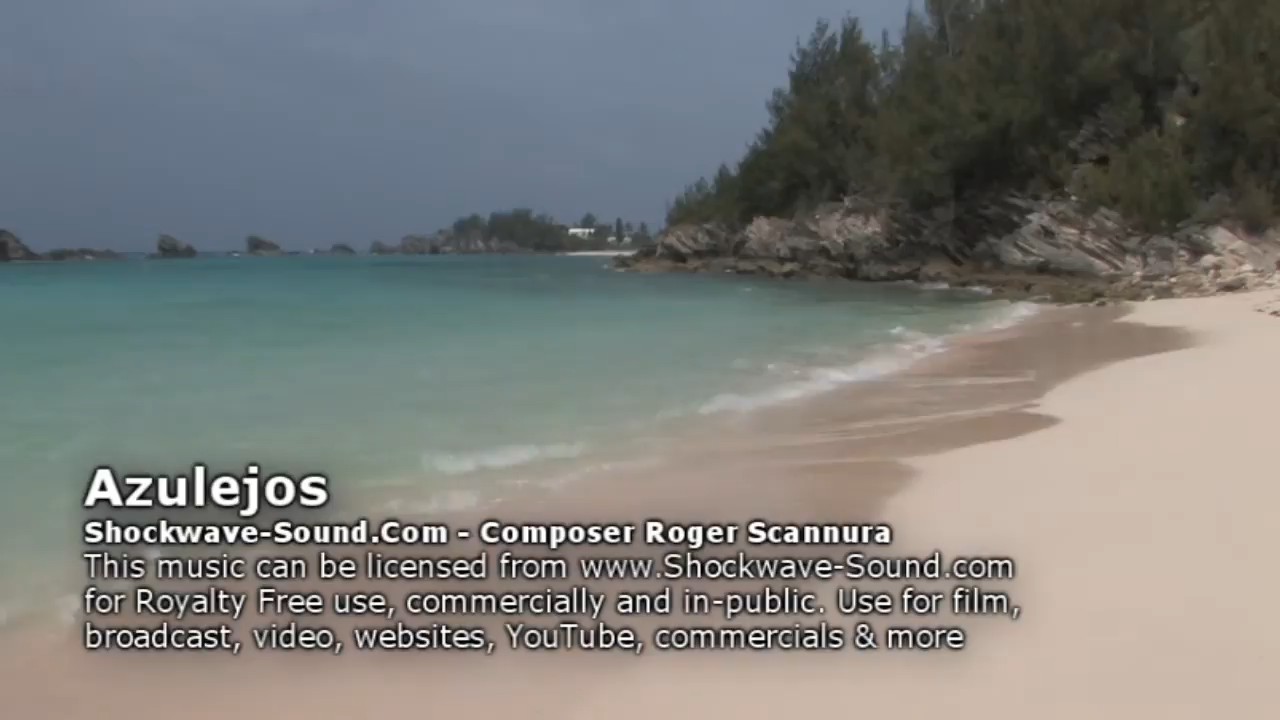 Azulejos
Shockwave-Sound.Com - Composer Roger Scannura
This music can be licensed from www.Shockwave-Sound.com
for Royalty Free use, commercially and in-public. Use for film,
broadcast, video, websites, YouTube, commercials & more